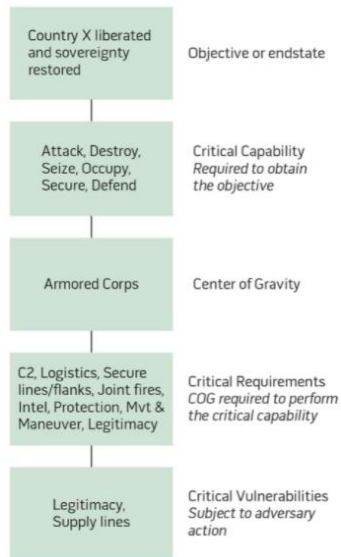 Country X liberated
and sovereignty
restored
Objective or endstate
Attack, Destroy,
Seize, Occupy,
Secure, Defend
Critical Capability
Required to obtain
the objective
Armored Corps
Center of Gravity
C2, Logistics, Secure
lines/flanks, Joint fires,
Intel, Protection, Mvt &
Maneuver, Legitimacy
Critical Requirements
COG required to perform
the critical capability
Legitimacy,
Supply lines
Critical Vulnerabilities
Subject to adversary
action